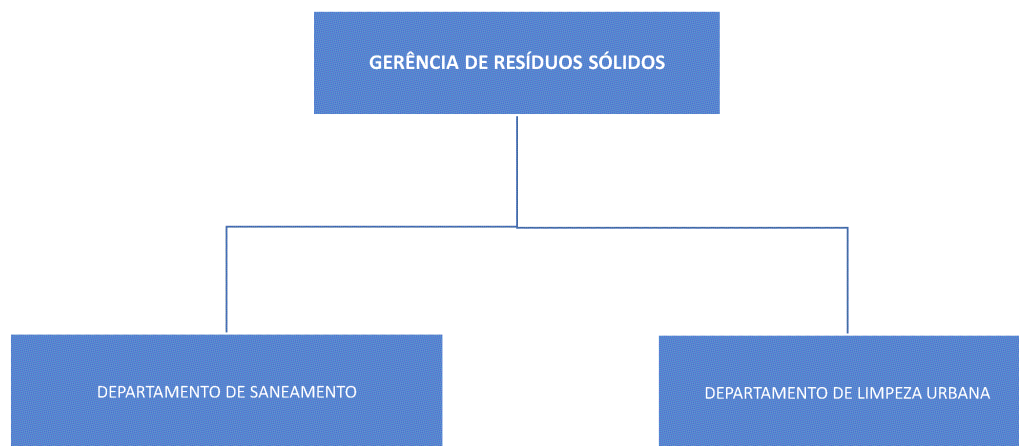 GERÊNCIA DE RESÍDUOS SÓLIDOS
DEPARTAMENTO DE SANEAMENTO
DEPARTAMENTO DE LIMPEZA URBANA